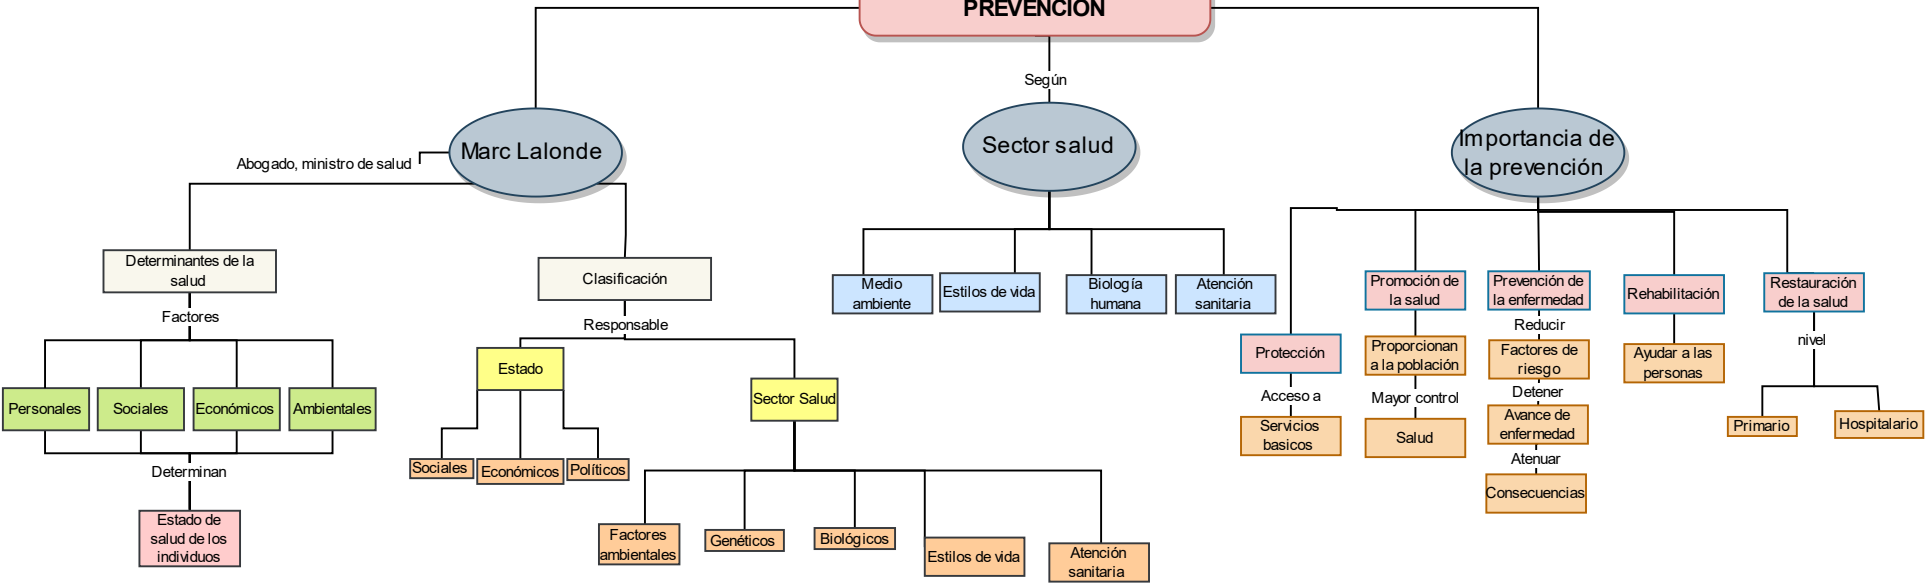 PREVENCIÓN
Según
Marc Lalonde
Abogado, ministro de salud
Sector salud
Importancia de
la prevención
Determinantes de la
salud
Factores
Personales
Sociales
Económicos
Ambientales
Determinan
Estado de
salud de los
individuos
Clasificación
Responsable
Estado
Sociales
Económicos
Políticos
Sector Salud
Factores
ambientales
Genéticos
Biológicos
Estilos de vida
Atención
sanitaria
Medio
ambiente
Estilos de vida
Biología
humana
Atención
sanitaria
Protección
Acceso a
Servicios
basicos
Promoción de
la salud
Proporcionan
a la población
Mayor control
Salud
Prevención de
la enfermedad
Reducir
Factores de
riesgo
Detener
Avance de
enfermedad
Atenuar
Consecuencias
Rehabilitación
Ayudar a las
personas
Restauración
de la salud
nivel
Primario
Hospitalario